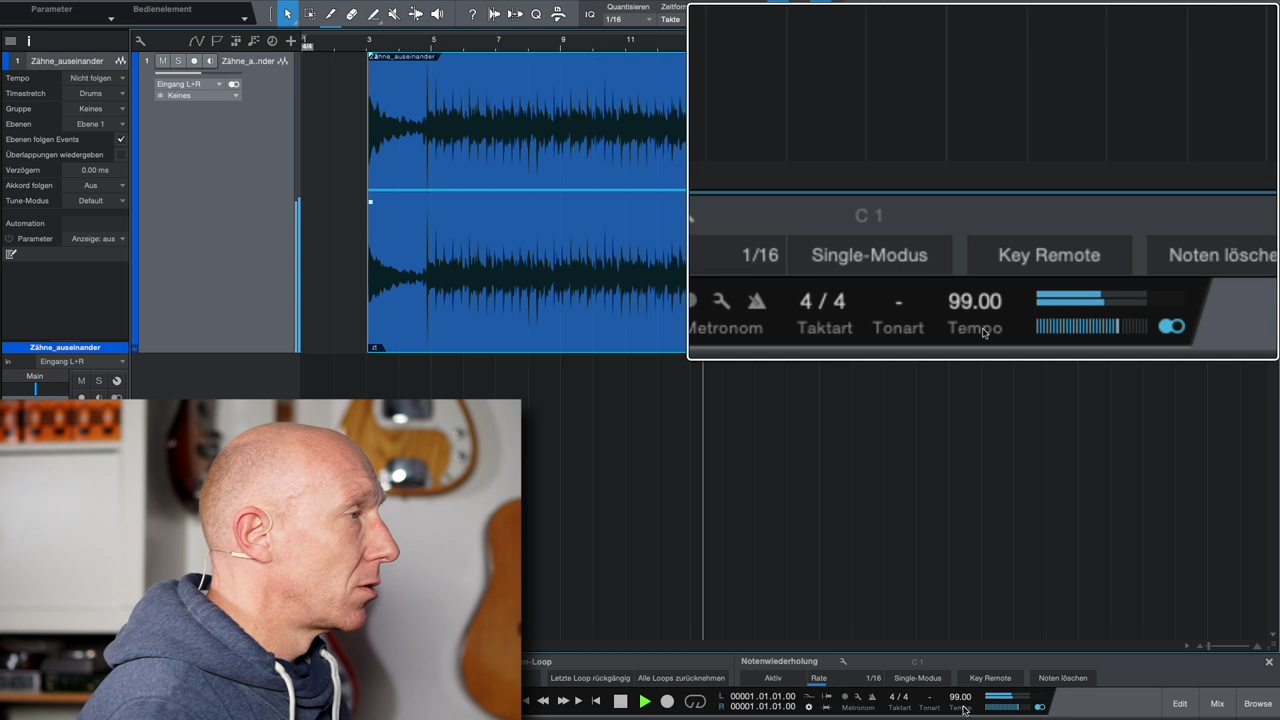 Parameter
Bedienelement
IQ
Quantisieren
1/16
Zeitform
Takte
1 3 5 7 9 11
4/4
1 Zähne_auseinander
1 M S Zähne_a..nder
Tempo Nicht folgen
Eingang L+R
Timestretch Drums
Keines
Gruppe Keines
Ebenen Ebene 1
Ebenen folgen Events
Überlappungen wiedergeben
Verzögern 0.00 ms
Akkord folgen Aus
Tune-Modus Default
Automation
Parameter Anzeige: aus
Zähne_auseinander
C 1
1/16 Single-Modus Key Remote Noten lösche
4 / 4 - 99.00
Metronom Taktart Tonart Tempo
Zähne_auseinander
In Eingang L+R
Main
M S
n-Loop
Notenwiederholung C 1
Letzte Loop rückgängig Alle Loops zurücknehmen Aktiv Rate 1/16 Single-Modus Key Remote Noten löschen
L 00001.01.01.00
R 00001.01.01.00
4 / 4 - 99.00
Metronom Taktart Tonart Tempo
Edit Mix Browse